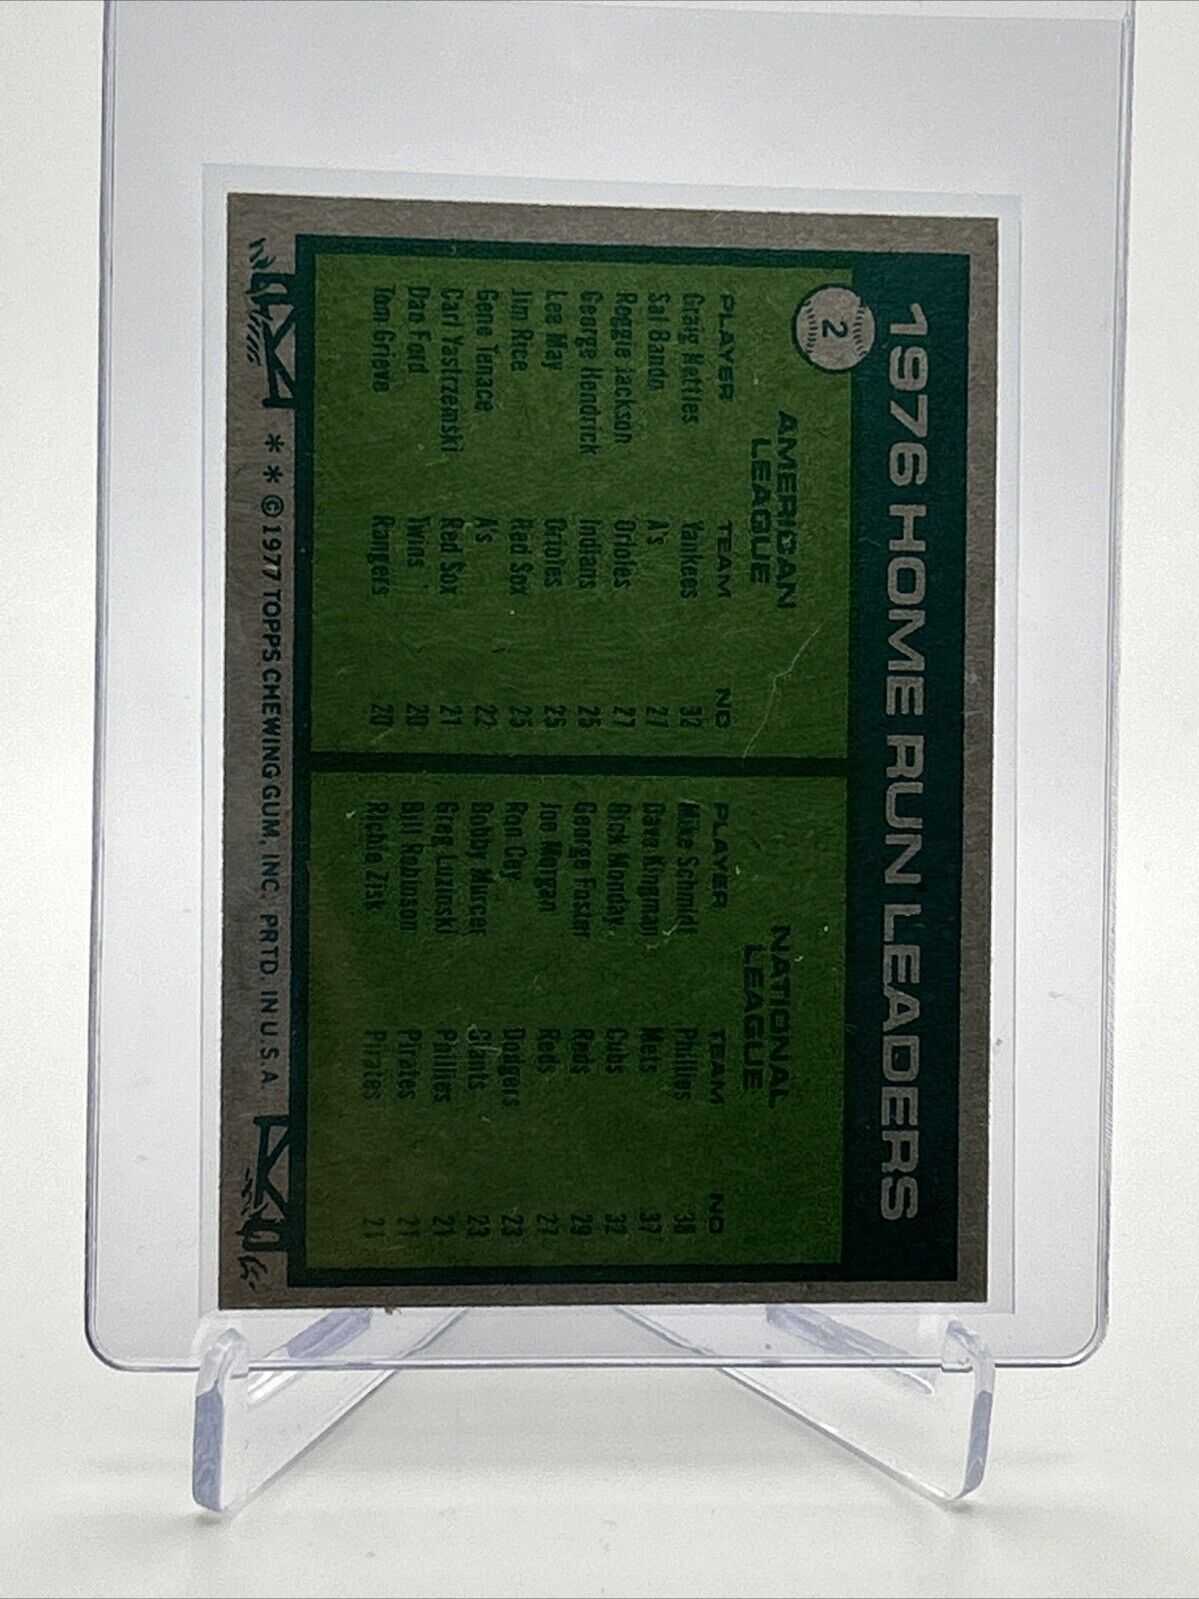 2
1976 HOME RUN LEADERS
AMERICAN
LEAGUE
PLAYER TEAM NO
Graig Nettles Yankees 32
Sal Bando A's 27
Reggie Jackson Orioles 27
George Hendrick Indians 25
Lee May Orioles 25
Jim Rice Red Sox 25
Gene Tenace A's 22
Carl Yastrzemski Red Sox 21
Dan Ford Twins 20
Tom Grieve Rangers 20
NATIONAL
LEAGUE
PLAYER TEAM NO
Mike Schmidt Phillies 38
Dave Kingman Mets 37
Rick Monday Cubs 32
George Foster Reds 29
Joe Morgan Reds 27
Ron Cey Dodgers 23
Bobby Murcer Giants 23
Greg Luzinski Phillies 21
Bill Robinson Pirates 21
Richie Zisk Pirates 21
* * © 1977 TOPPS CHEWING GUM, INC. PRTD. IN U.S.A.